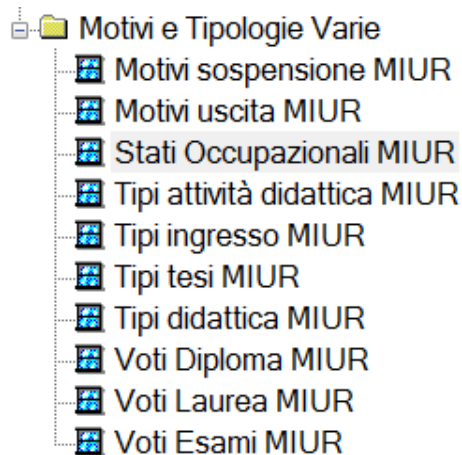 Motivi e Tipologie Varie
Motivi sospensione MIUR
Motivi uscita MIUR
Stati Occupazionali MIUR
Tipi attività didattica MIUR
Tipi ingresso MIUR
Tipi tesi MIUR
Tipi didattica MIUR
Voti Diploma MIUR
Voti Laurea MIUR
Voti Esami MIUR